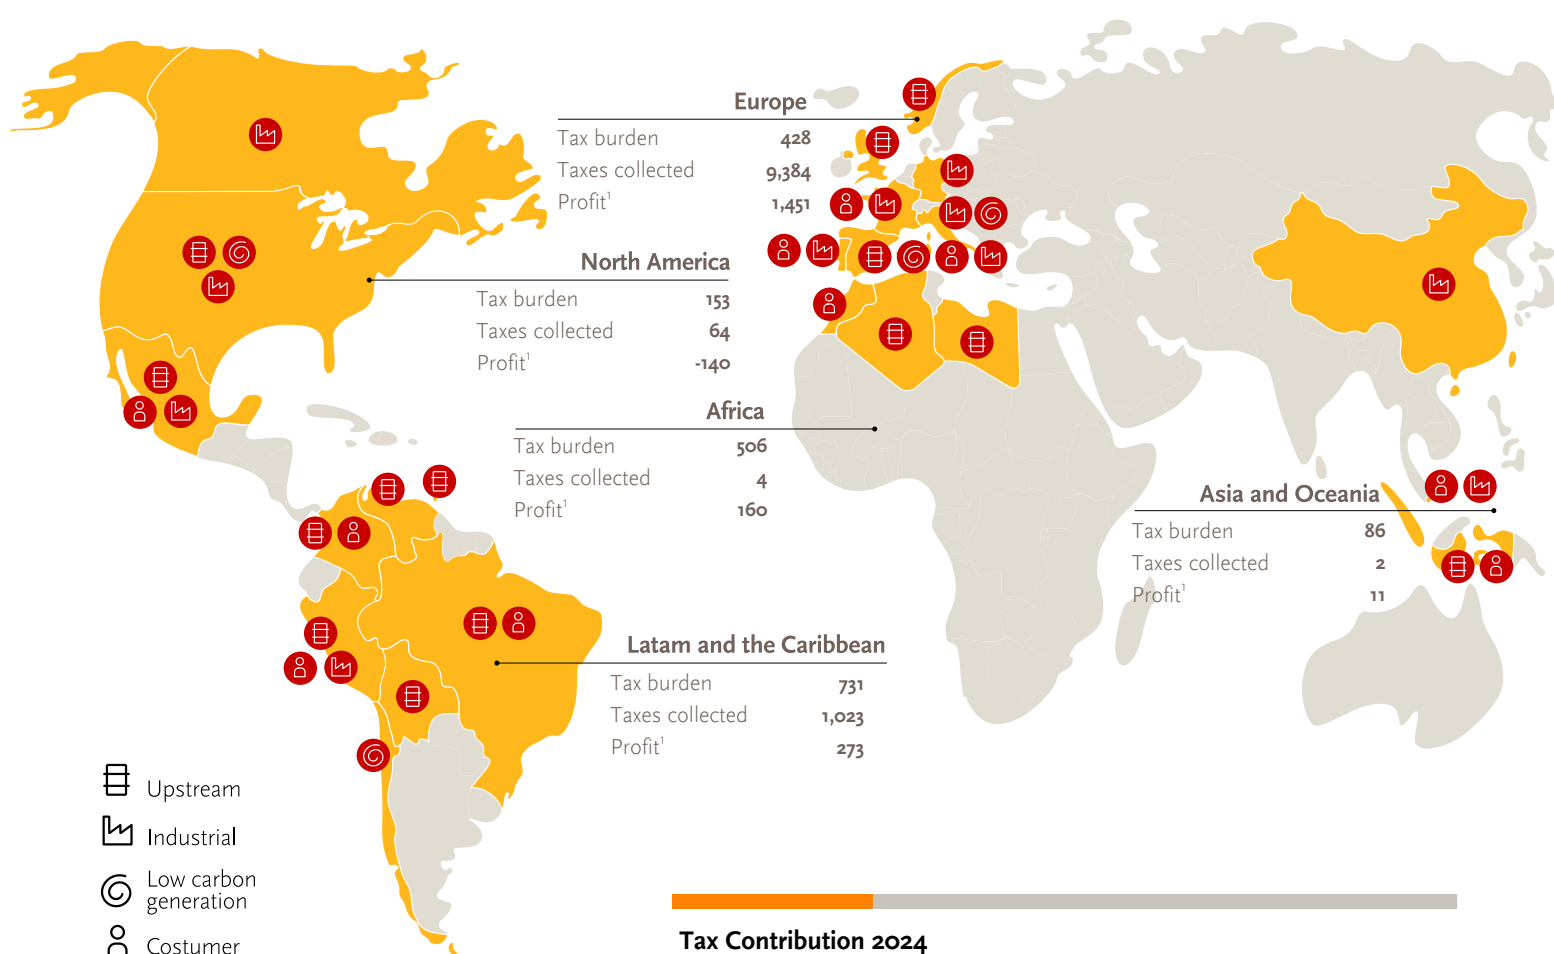 Europe
Tax burden 428
Taxes collected 9,384
Profit¹ 1,451
North America
Tax burden 153
Taxes collected 64
Profit¹ -140
Africa
Tax burden 506
Taxes collected 4
Profit¹ 160
Asia and Oceania
Tax burden 86
Taxes collected 2
Profit¹ 11
Latam and the Caribbean
Tax burden 731
Taxes collected 1,023
Profit¹ 273
Upstream
Industrial
Low carbon
generation
Costumer
Tax Contribution 2024